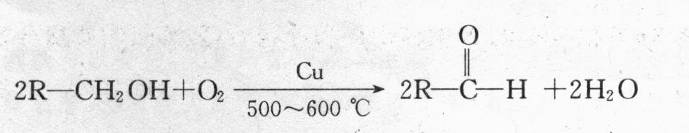 O
Cu
2R—CH₂OH+O₂ ⟶ 2R—C—H +2H₂O
500～600 ℃